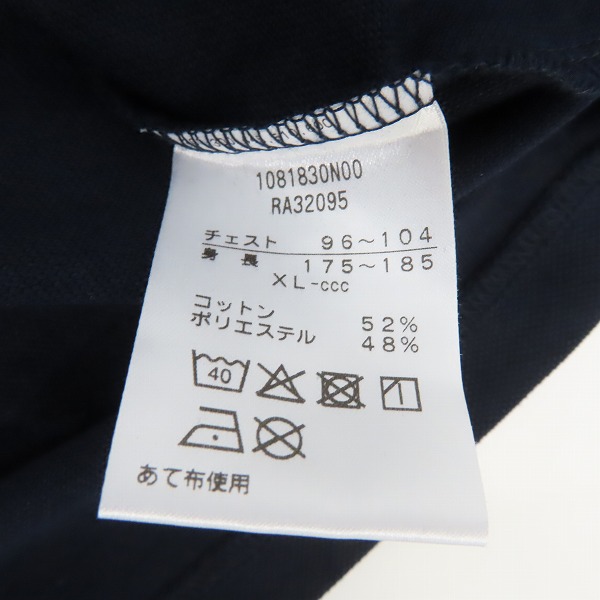 1081830N00
RA32095
チェスト 96~104
身 長 175~185
XL-ccc
コットン 52%
ポリエステル 48%
40
あて布使用